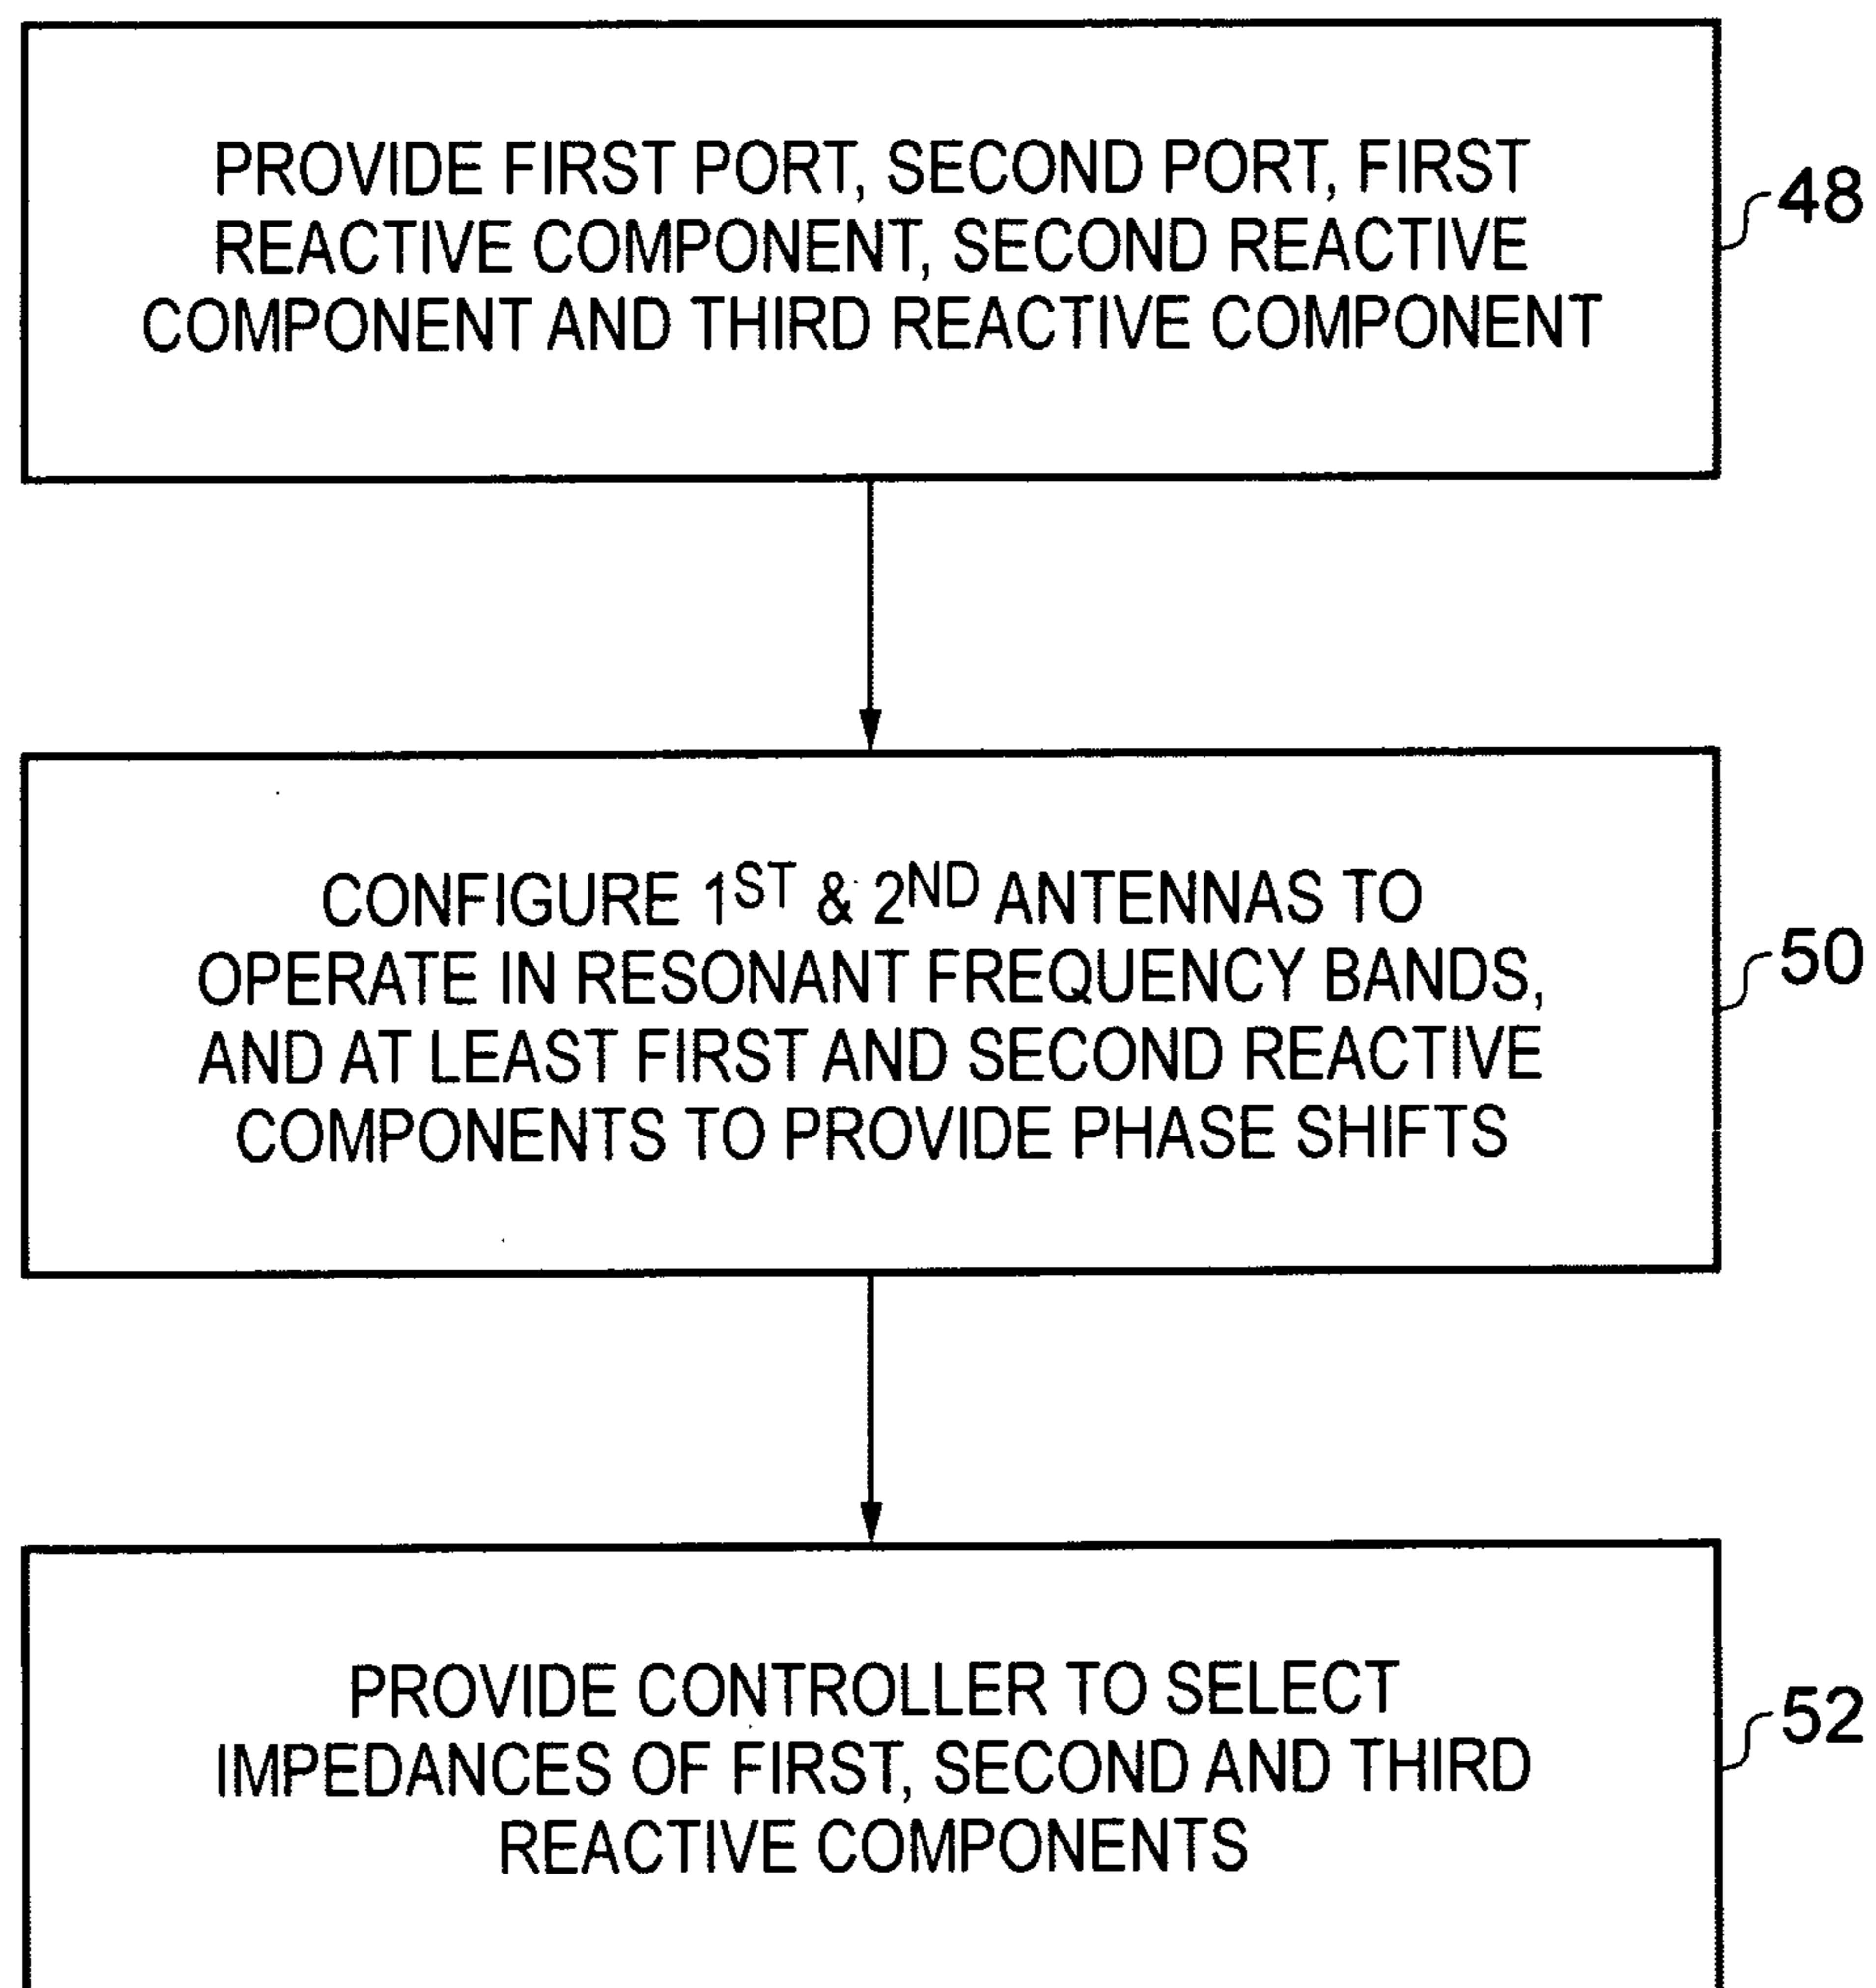 PROVIDE FIRST PORT, SECOND PORT, FIRST
REACTIVE COMPONENT, SECOND REACTIVE
COMPONENT AND THIRD REACTIVE COMPONENT
48
CONFIGURE 1ST & 2ND ANTENNAS TO
OPERATE IN RESONANT FREQUENCY BANDS,
AND AT LEAST FIRST AND SECOND REACTIVE
COMPONENTS TO PROVIDE PHASE SHIFTS
50
PROVIDE CONTROLLER TO SELECT
IMPEDANCES OF FIRST, SECOND AND THIRD
REACTIVE COMPONENTS
52